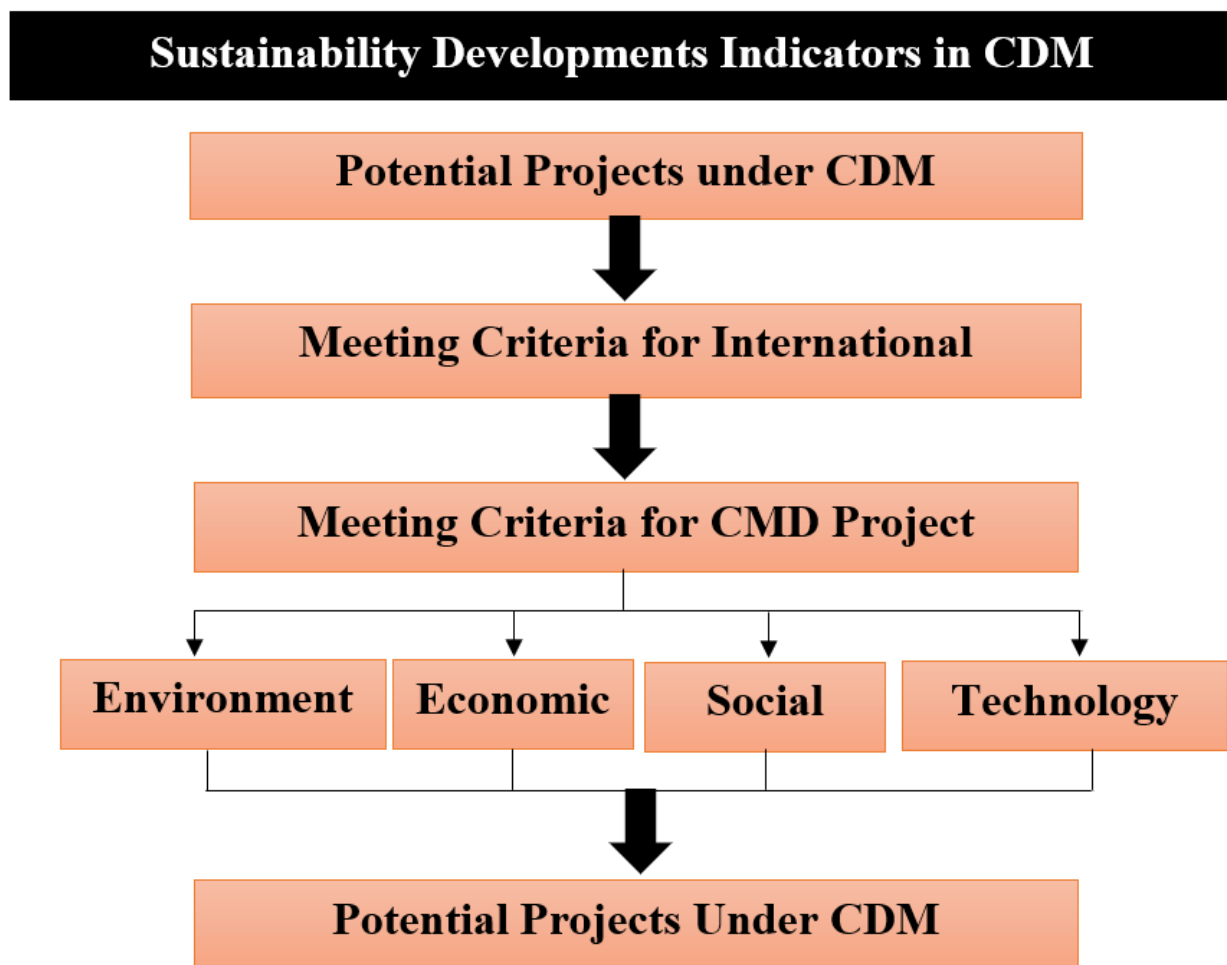 Sustainability Developments Indicators in CDM
Potential Projects under CDM
Meeting Criteria for International
Meeting Criteria for CMD Project
Environment
Economic
Social
Technology
Potential Projects Under CDM